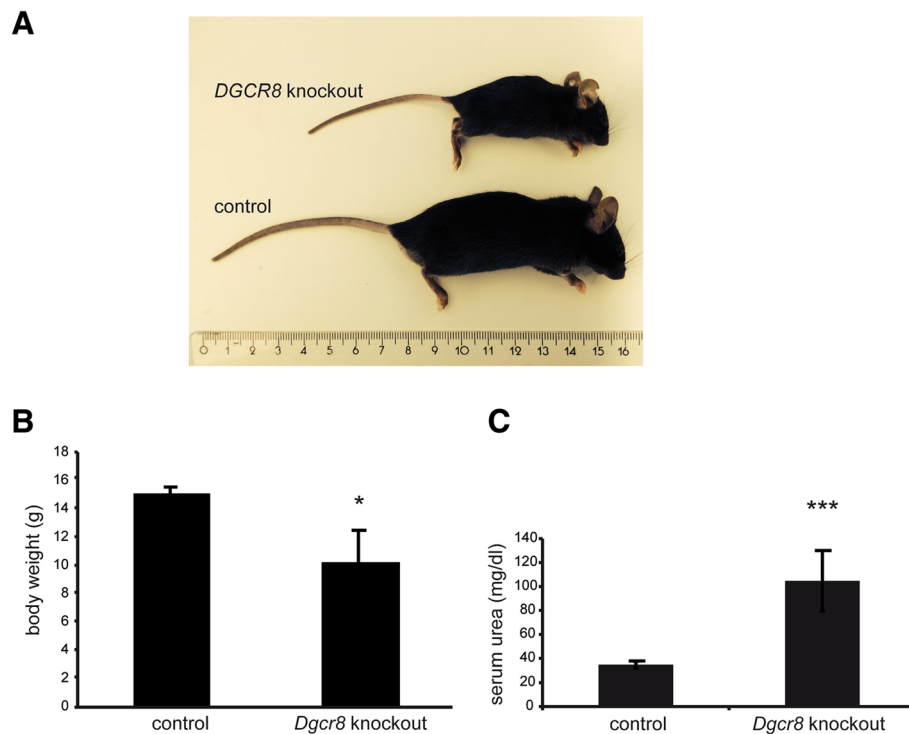 A
DGCR8 knockout
control
0 1 2 3 4 5 6 7 8 9 10 11 12 13 14 15 16
B
18
16
14
12
10
8
6
4
2
0
body weight (g)
*
control
Dgcr8 knockout
C
140
120
100
80
60
40
20
0
serum urea (mg/dl)
***
control
Dgcr8 knockout